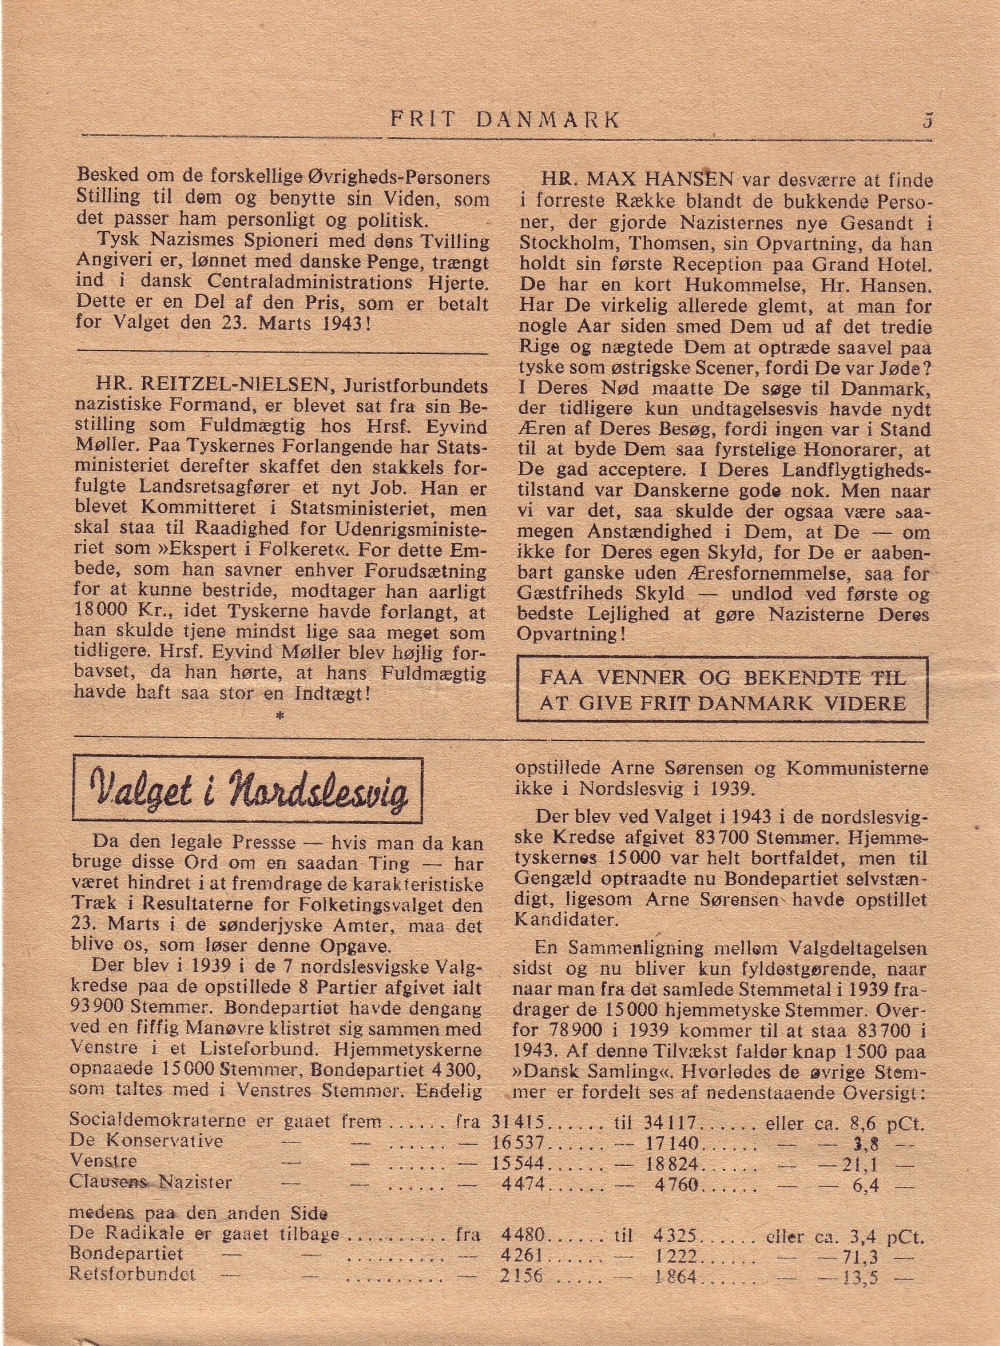 FRIT DANMARK
5
Besked om de forskellige Øvrigheds-Personers
Stilling til dem og benytte sin Viden, som
det passer ham personligt og politisk.
Tysk Nazismes Spioneri med dens Tvilling
Angiveri er, lønnet med danske Penge, trængt
ind i dansk Centraladministrations Hjerte.
Dette er en Del af den Pris, som er betalt
for Valget den 23. Marts 1943!
HR. REITZEL-NIELSEN, Juristforbundets
nazistiske Formand, er blevet sat fra sin Be-
stilling som Fuldmægtig hos Hrsf. Eyvind
Møller. Paa Tyskernes Forlangende har Stats-
ministeriet derefter skaffet den stakkels for-
fulgte Landsretsagfører et nyt Job. Han er
blevet Kommitteret i Statsministeriet, men
skal staa til Raadighed for Udenrigsministe-
riet som »Ekspert i Folkeret«. For dette Em-
bede, som han savner enhver Forudsætning
for at kunne bestride, modtager han aarligt
18000 Kr., idet Tyskerne havde forlangt, at
han skulde tjene mindst lige saa meget som
tidligere. Hrsf. Eyvind Møller blev højlig for-
bavset, da han hørte, at hans Fuldmægtig
havde haft saa stor en Indtægt!
*
HR. MAX HANSEN var desværre at finde
i forreste Række blandt de bukkende Perso-
ner, der gjorde Nazisternes nye Gesandt i
Stockholm, Thomsen, sin Opvartning, da han
holdt sin første Reception paa Grand Hotel.
De har en kort Hukommelse, Hr. Hansen.
Har De virkelig allerede glemt, at man for
nogle Aar siden smed Dem ud af det tredie
Rige og nægtede Dem at optræde saavel paa
tyske som østrigske Scener, fordi De var Jøde?
I Deres Nød maatte De søge til Danmark,
der tidligere kun undtagelsesvis havde nydt
Æren af Deres Besøg, fordi ingen var i Stand
til at byde Dem saa fyrstelige Honorarer, at
De gad acceptere. I Deres Landflygtigheds-
tilstand var Danskerne gode nok. Men naar
vi var det, saa skulde der ogsaa være saa-
megen Anstændighed i Dem, at De — om
ikke for Deres egen Skyld, for De er aaben-
bart ganske uden Æresfornemmelse, saa for
Gæstfriheds Skyld — undlod ved første og
bedste Lejlighed at gøre Nazisterne Deres
Opvartning!
FAA VENNER OG BEKENDTE TIL
AT GIVE FRIT DANMARK VIDERE
Valget i Nordslesvig
Da den legale Pressse — hvis man da kan
bruge disse Ord om en saadan Ting — har
været hindret i at fremdrage de karakteristiske
Træk i Resultaterne for Folketingsvalget den
23. Marts i de sønderjyske Amter, maa det
blive os, som løser denne Opgave.
Der blev i 1939 i de 7 nordslesvigske Valg-
kredse paa de opstillede 8 Partier afgivet ialt
93900 Stemmer. Bondepartiet havde dengang
ved en fiffig Manøvre klistret sig sammen med
Venstre i et Listeforbund. Hjemmetyskerne
opnaaede 15000 Stemmer, Bondepartiet 4300,
som taltes med i Venstres Stemmer. Endelig
opstillede Arne Sørensen og Kommunisterne
ikke i Nordslesvig i 1939.
Der blev ved Valget i 1943 i de nordslesvig-
ske Kredse afgivet 83700 Stemmer. Hjemme-
tyskernes 15000 var helt bortfaldet, men til
Gengæld optraadte nu Bondepartiet selvstæn-
digt, ligesom Arne Sørensen havde opstillet
Kandidater.
En Sammenligning mellem Valgdeltagelsen
sidst og nu bliver kun fyldestgørende, naar
naar man fra det samlede Stemmetal i 1939 fra-
drager de 15000 hjemmetyske Stemmer. Over-
for 78900 i 1939 kommer til at staa 83700 i
1943. Af denne Tilvækst falder knap 1500 paa
»Dansk Samling«. Hvorledes de øvrige Stem-
mer er fordelt ses af nedenstaaende Oversigt:
Socialdemokraterne er gaaet frem ...... fra 31415...... til 34117...... eller ca. 8,6 pCt.
De Konservative — — ...... — 16537...... — 17140...... — — 3,8 —
Venstre — — ...... — 15544...... — 18824...... — — 21,1 —
Clausens Nazister — — ...... — 4474...... — 4760...... — — 6,4 —
medens paa den anden Side
De Radikale er gaaet tilbage .......... fra 4480...... til 4325...... eller ca. 3,4 pCt.
Bondepartiet — — .......... — 4261...... — 1222...... — — 71,3 —
Retsforbundet — — .......... — 2156 ..... — 1864...... — — 13,5 —